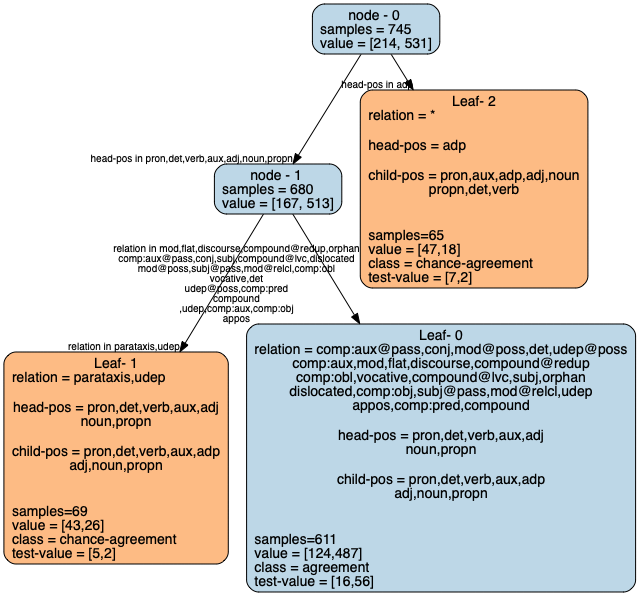 node - 0
samples = 745
value = [214, 531]
head-pos in adp
Leaf- 2
relation = *
head-pos = adp
child-pos = pron,aux,adp,adj,noun
propn,det,verb
samples=65
value = [47,18]
class = chance-agreement
test-value = [7,2]
head-pos in pron,det,verb,aux,adj,noun,propn
node - 1
samples = 680
value = [167, 513]
relation in mod,flat,discourse,compound@redup,orphan
comp:aux@pass,conj,subj,compound@lvc,dislocated
mod@poss,subj@pass,mod@relcl,comp:obl
vocative,det
udep@poss,comp:pred
compound
,udep,comp:aux,comp:obj
appos
relation in parataxis,udep
Leaf- 1
relation = parataxis,udep
head-pos = pron,det,verb,aux,adj
noun,propn
child-pos = pron,det,verb,aux,adp
adj,noun,propn
samples=69
value = [43,26]
class = chance-agreement
test-value = [5,2]
Leaf- 0
relation = comp:aux@pass,conj,mod@poss,det,udep@poss
comp:aux,mod,flat,discourse,compound@redup
comp:obl,vocative,compound@lvc,subj,orphan
dislocated,comp:obj,subj@pass,mod@relcl,udep
appos,comp:pred,compound
head-pos = pron,det,verb,aux,adj
noun,propn
child-pos = pron,det,verb,aux,adp
adj,noun,propn
samples=611
value = [124,487]
class = agreement
test-value = [16,56]